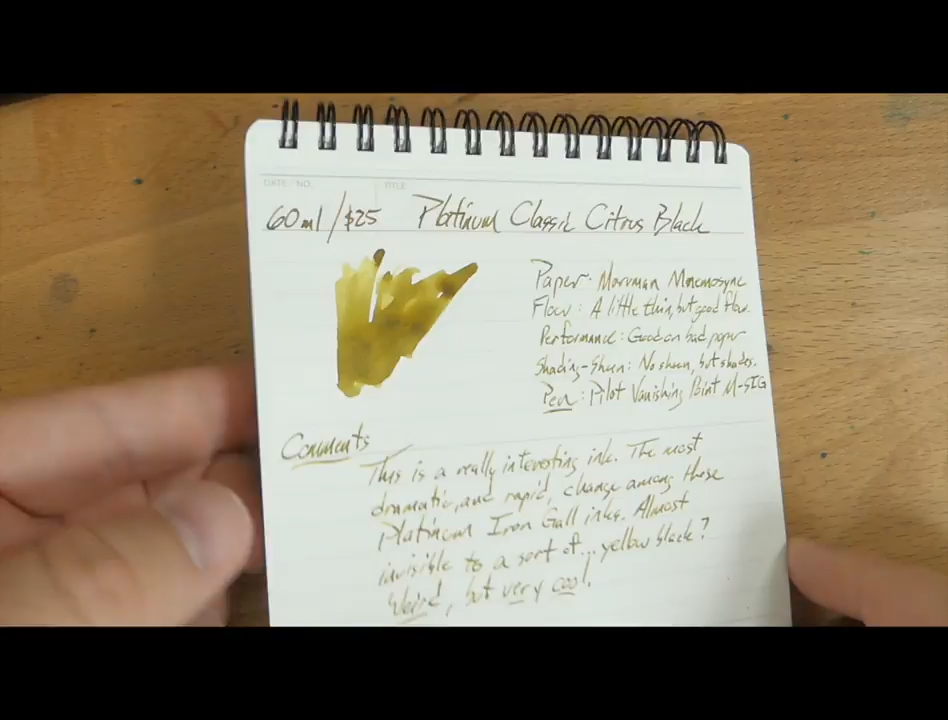 DATE NO.
TITLE
60ml/$25 Platinum Classic Citrus Black
Paper: Maruman Mnemosyne
Flow: A little thin, but good flow.
Performance: Good on bad paper
Shading-Sheen: No sheen, but shades.
Pen: Pilot Vanishing Point M-SIG
Comments
This is a really interesting ink. The most
dramatic, and rapid, change among these
Platinum Iron Gall inks. Almost
invisible to a sort of... yellow black?
Weird, but very cool!